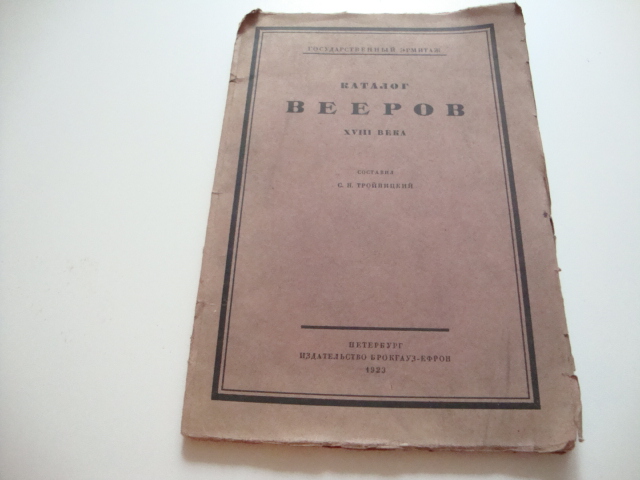 ГОСУДАРСТВЕННЫЙ ЭРМИТАЖ
КАТАЛОГ
ВЕЕРОВ
XVIII ВЕКА
СОСТАВИЛ
С. Н. ТРОЙНИЦКИЙ
ПЕТЕРБУРГ
ИЗДАТЕЛЬСТВО БРОКГАУЗ-ЕФРОН
1923